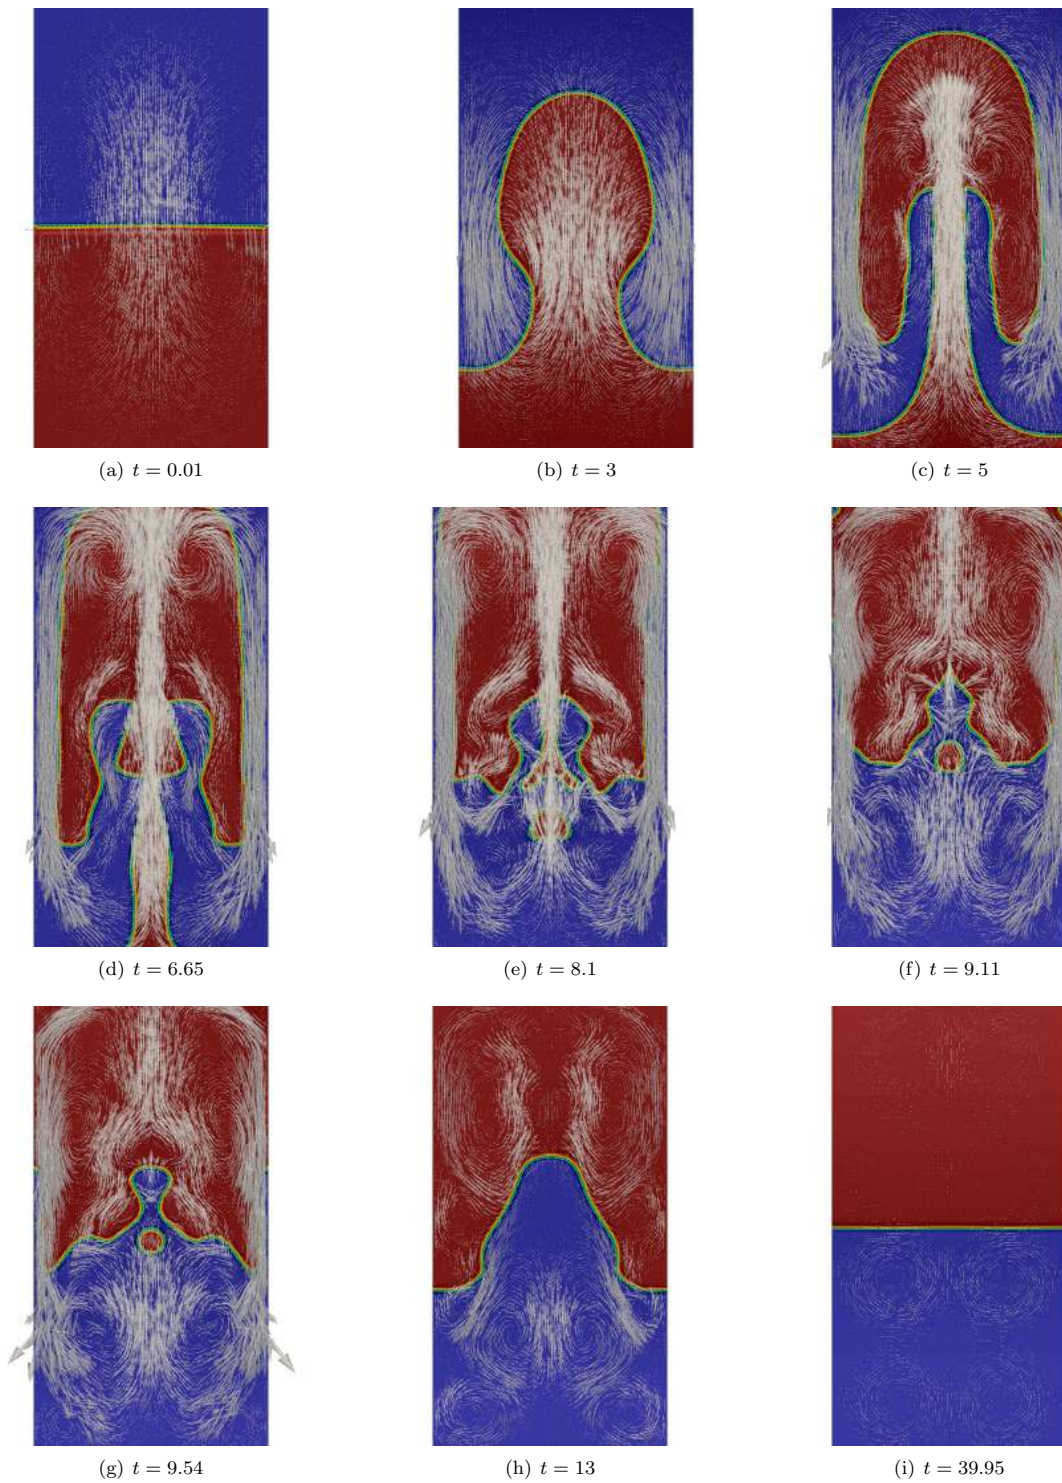 (a) t = 0.01
(b) t = 3
(c) t = 5
(d) t = 6.65
(e) t = 8.1
(f) t = 9.11
(g) t = 9.54
(h) t = 13
(i) t = 39.95